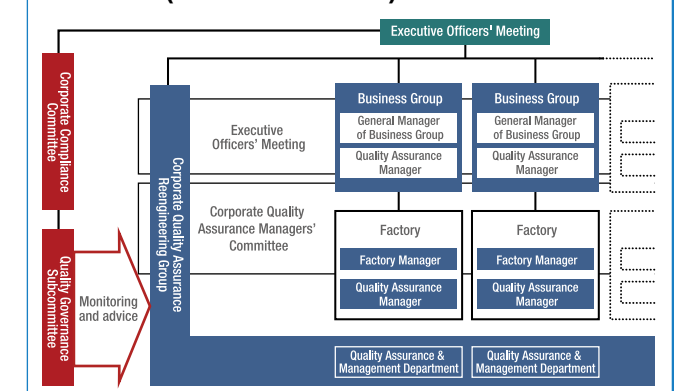 Executive Officers' Meeting
Corporate Compliance
Committee
Quality Governance
Subcommittee
Monitoring
and advice
Corporate Quality Assurance
Reengineering Group
Executive
Officers' Meeting
Corporate Quality
Assurance Managers'
Committee
Business Group
General Manager
of Business Group
Quality Assurance
Manager
Factory
Factory Manager
Quality Assurance
Manager
Quality Assurance &
Management Department
Business Group
General Manager
of Business Group
Quality Assurance
Manager
Factory
Factory Manager
Quality Assurance
Manager
Quality Assurance &
Management Department